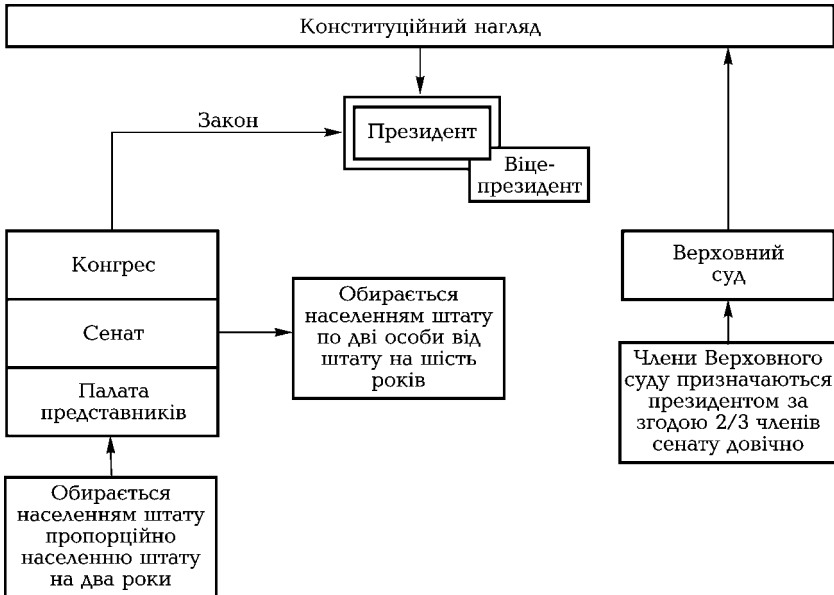 Конституційний нагляд
Закон
Президент
Віце-
президент
Конгрес
Сенат
Палата
представників
Обирається
населенням штату
по дві особи від
штату на шість
років
Верховний
суд
Члени Верховного
суду призначаються
президентом за
згодою 2/3 членів
сенату довічно
Обирається
населенням штату
пропорційно
населенню штату
на два роки